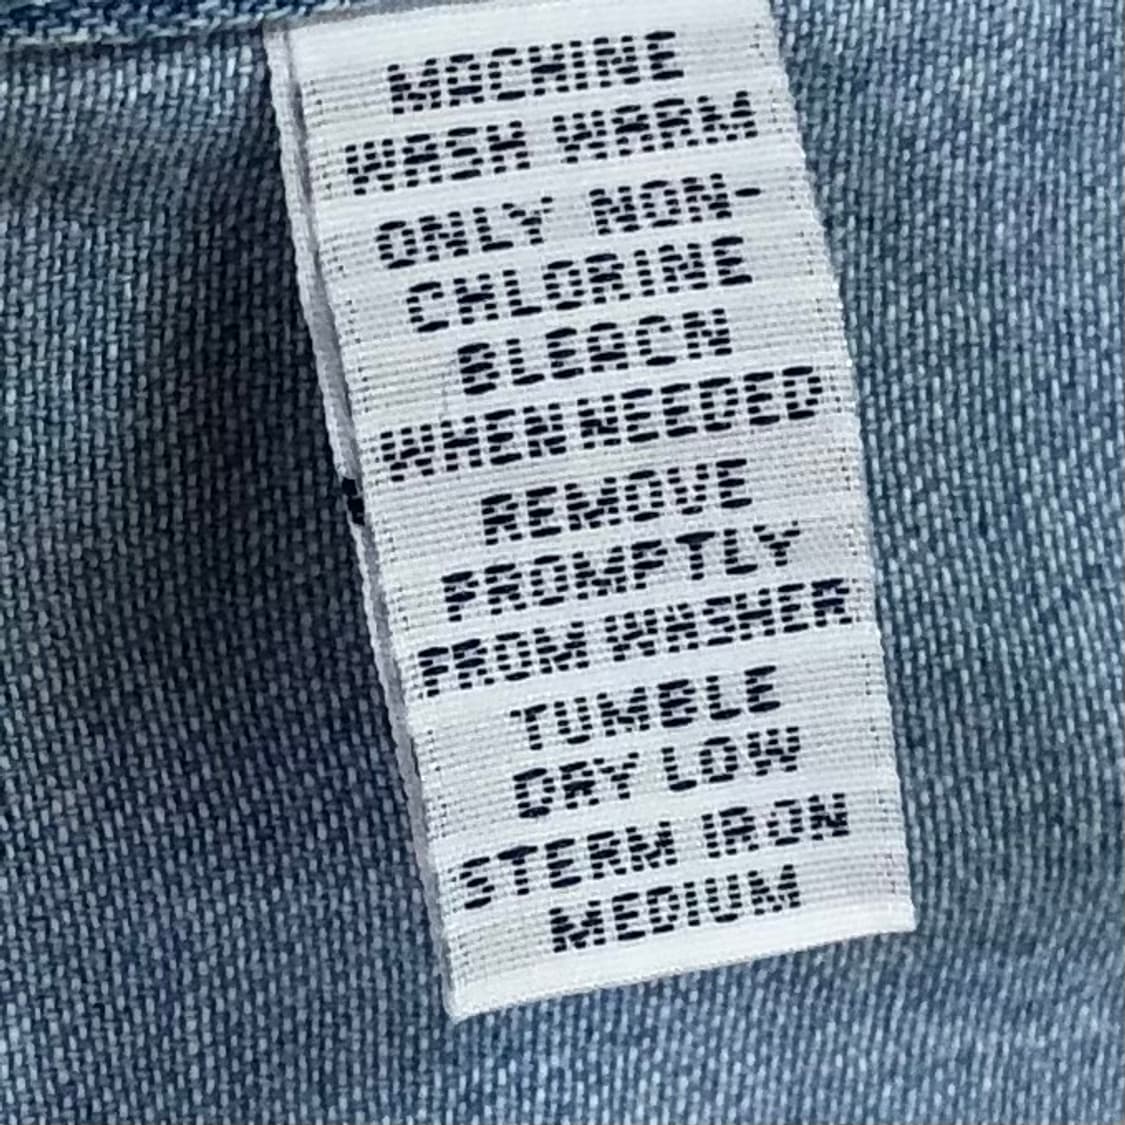 MACHINE
WASH WARM
ONLY NON-
CHLORINE
BLEACN
WHEN NEEDED
REMOVE
PROMPTLY
FROM WASHER
TUMBLE
DRY LOW
STERM IRON
MEDIUM